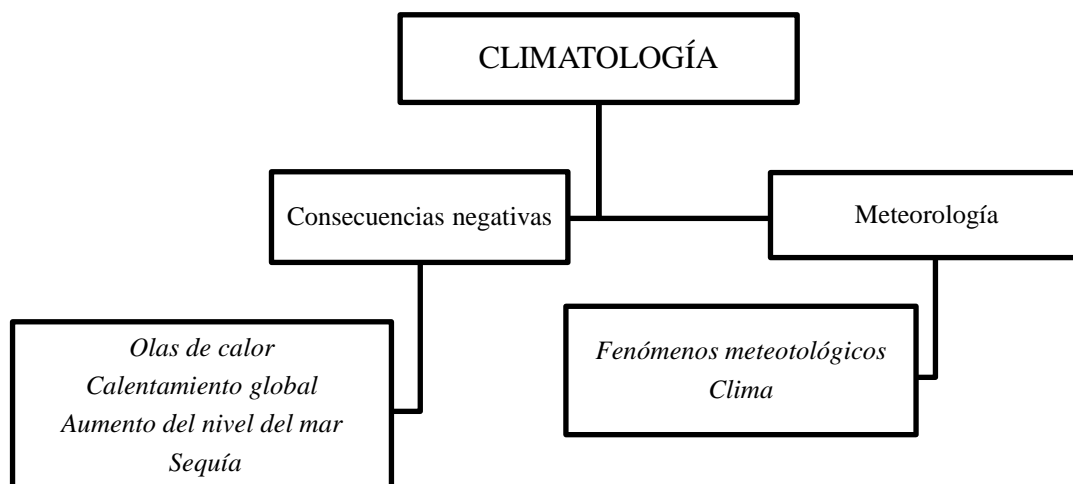 CLIMATOLOGÍA
Consecuencias negativas
Meteorología
Olas de calor
Calentamiento global
Aumento del nivel del mar
Sequía
Fenómenos meteotológicos
Clima